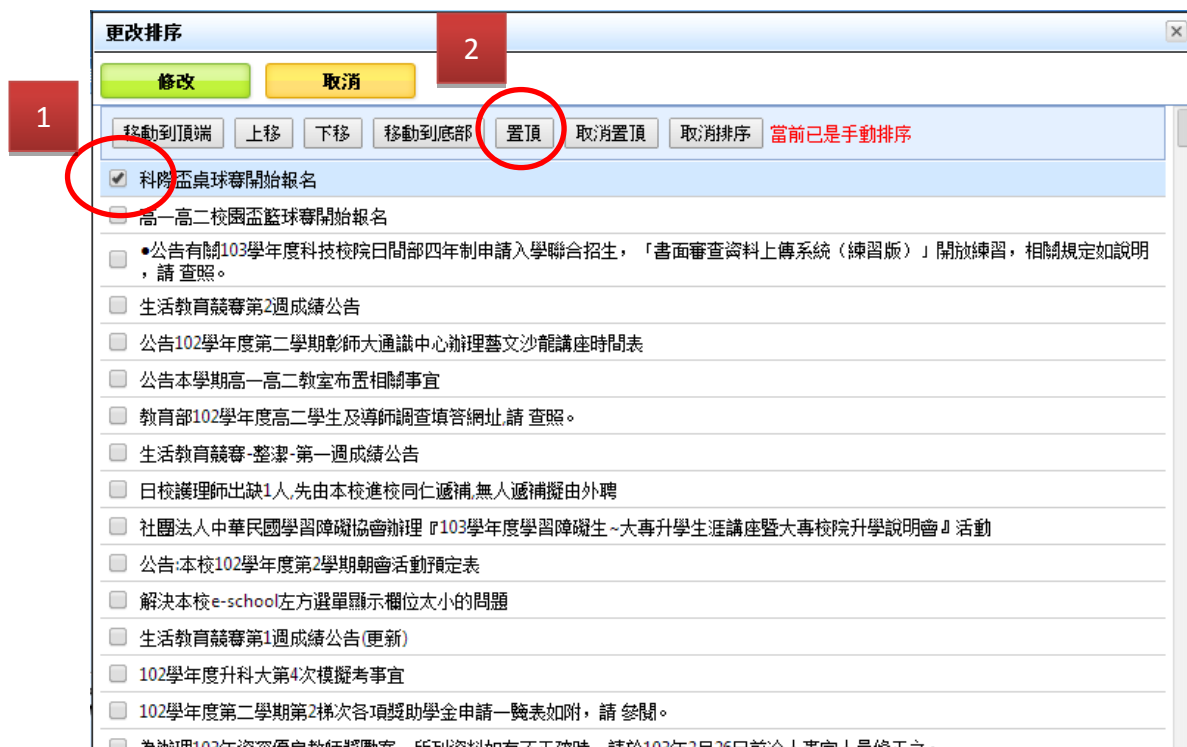 更改排序
2
修改 取消
1
移動到頂端 上移 下移 移動到底部 置頂 取消置頂 取消排序 當前已是手動排序
科際盃桌球賽開始報名
高一高二校園盃籃球賽開始報名
●公告有關103學年度科技校院日間部四年制申請入學聯合招生，「書面審查資料上傳系統（練習版）」開放練習，相關規定如說明
，請 查照。
生活教育競賽第2週成績公告
公告102學年度第二學期彰師大通識中心辦理藝文沙龍講座時間表
公告本學期高一高二教室布置相關事宜
教育部102學年度高二學生及導師調查填答網址,請 查照。
生活教育競賽-整潔-第一週成績公告
日校護理師出缺1人,先由本校進校同仁遞補,無人遞補擬由外聘
社團法人中華民國學習障礙協會辦理『103學年度學習障礙生~大專升學生涯講座暨大專校院升學說明會』活動
公告:本校102學年度第2學期朝會活動預定表
解決本校e-school左方選單顯示欄位太小的問題
生活教育競賽第1週成績公告(更新)
102學年度升科大第4次模擬考事宜
102學年度第二學期第2梯次各項獎助學金申請一覽表如附，請 參閱。